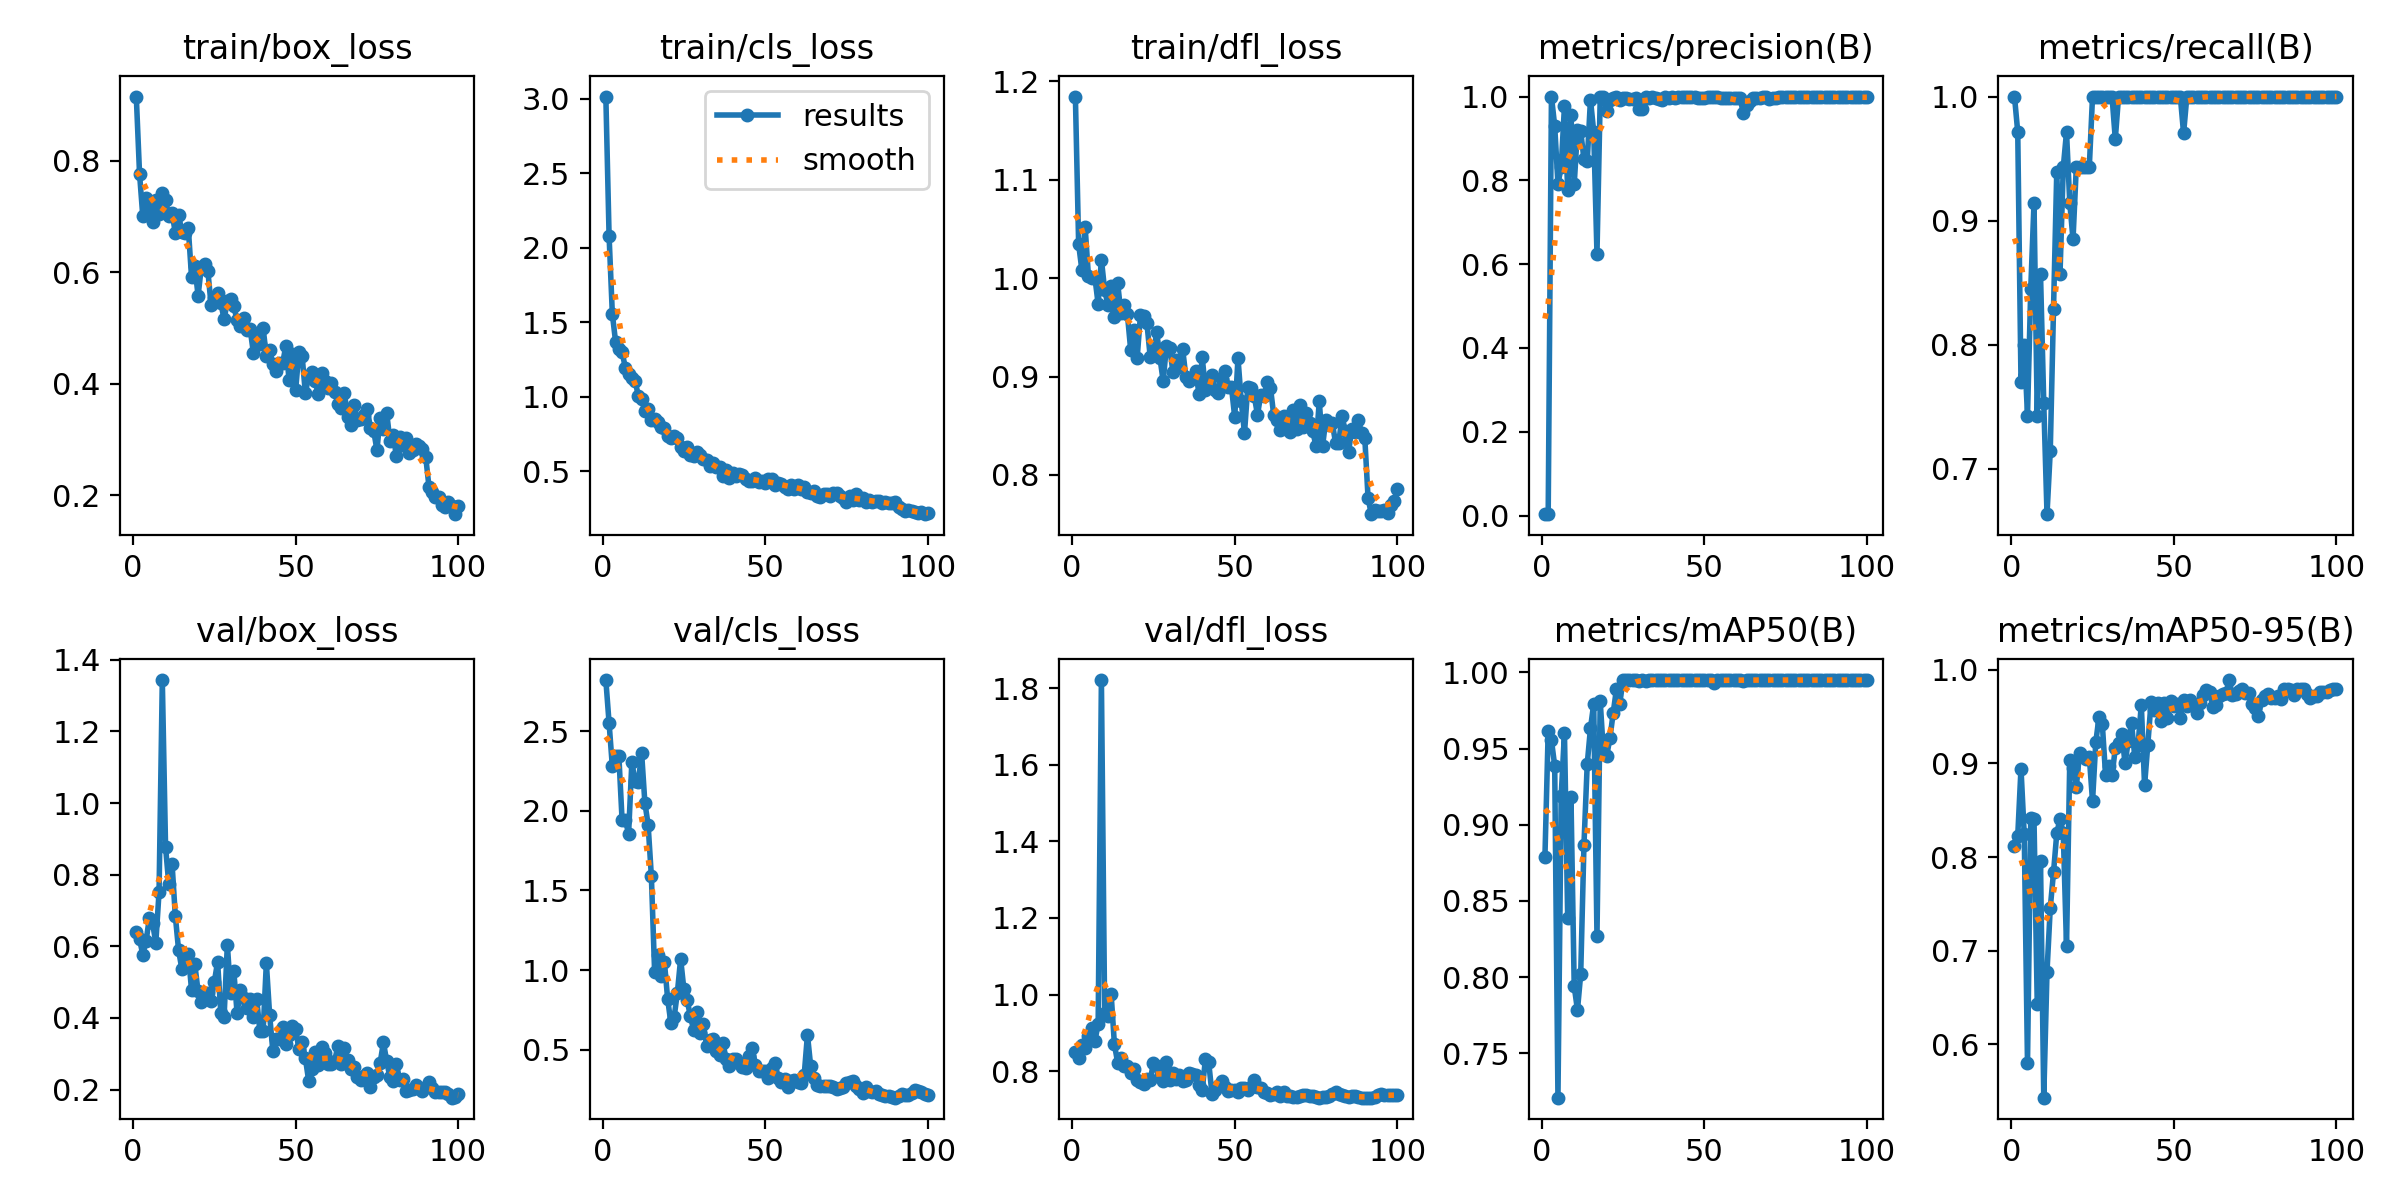 train/box_loss
0.8
0.6
0.4
0.2
0 50 100
train/cls_loss
results
smooth
3.0
2.5
2.0
1.5
1.0
0.5
0 50 100
train/dfl_loss
1.2
1.1
1.0
0.9
0.8
0 50 100
metrics/precision(B)
1.0
0.8
0.6
0.4
0.2
0.0
0 50 100
metrics/recall(B)
1.0
0.9
0.8
0.7
0 50 100
val/box_loss
1.4
1.2
1.0
0.8
0.6
0.4
0.2
0 50 100
val/cls_loss
2.5
2.0
1.5
1.0
0.5
0 50 100
val/dfl_loss
1.8
1.6
1.4
1.2
1.0
0.8
0 50 100
metrics/mAP50(B)
1.00
0.95
0.90
0.85
0.80
0.75
0 50 100
metrics/mAP50-95(B)
1.0
0.9
0.8
0.7
0.6
0 50 100